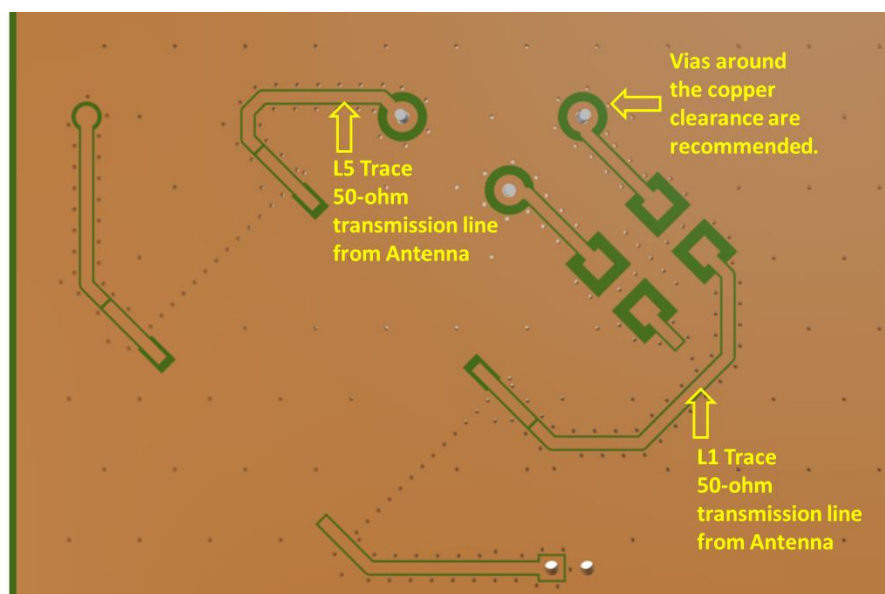 Vias around
the copper
clearance are
recommended.
L5 Trace
50-ohm
transmission line
from Antenna
L1 Trace
50-ohm
transmission line
from Antenna